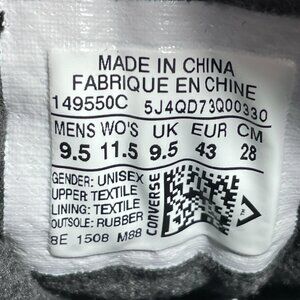 MADE IN CHINA
FABRIQUE EN CHINE
149550C 5J4QD73Q00330
MENS WO'S UK EUR CM
9.5 11.5 9.5 43 28
GENDER: UNISEX
UPPER TEXTILE
LINING: TEXTILE
OUTSOLE: RUBBER
8E 1508 M88
CONVERSE